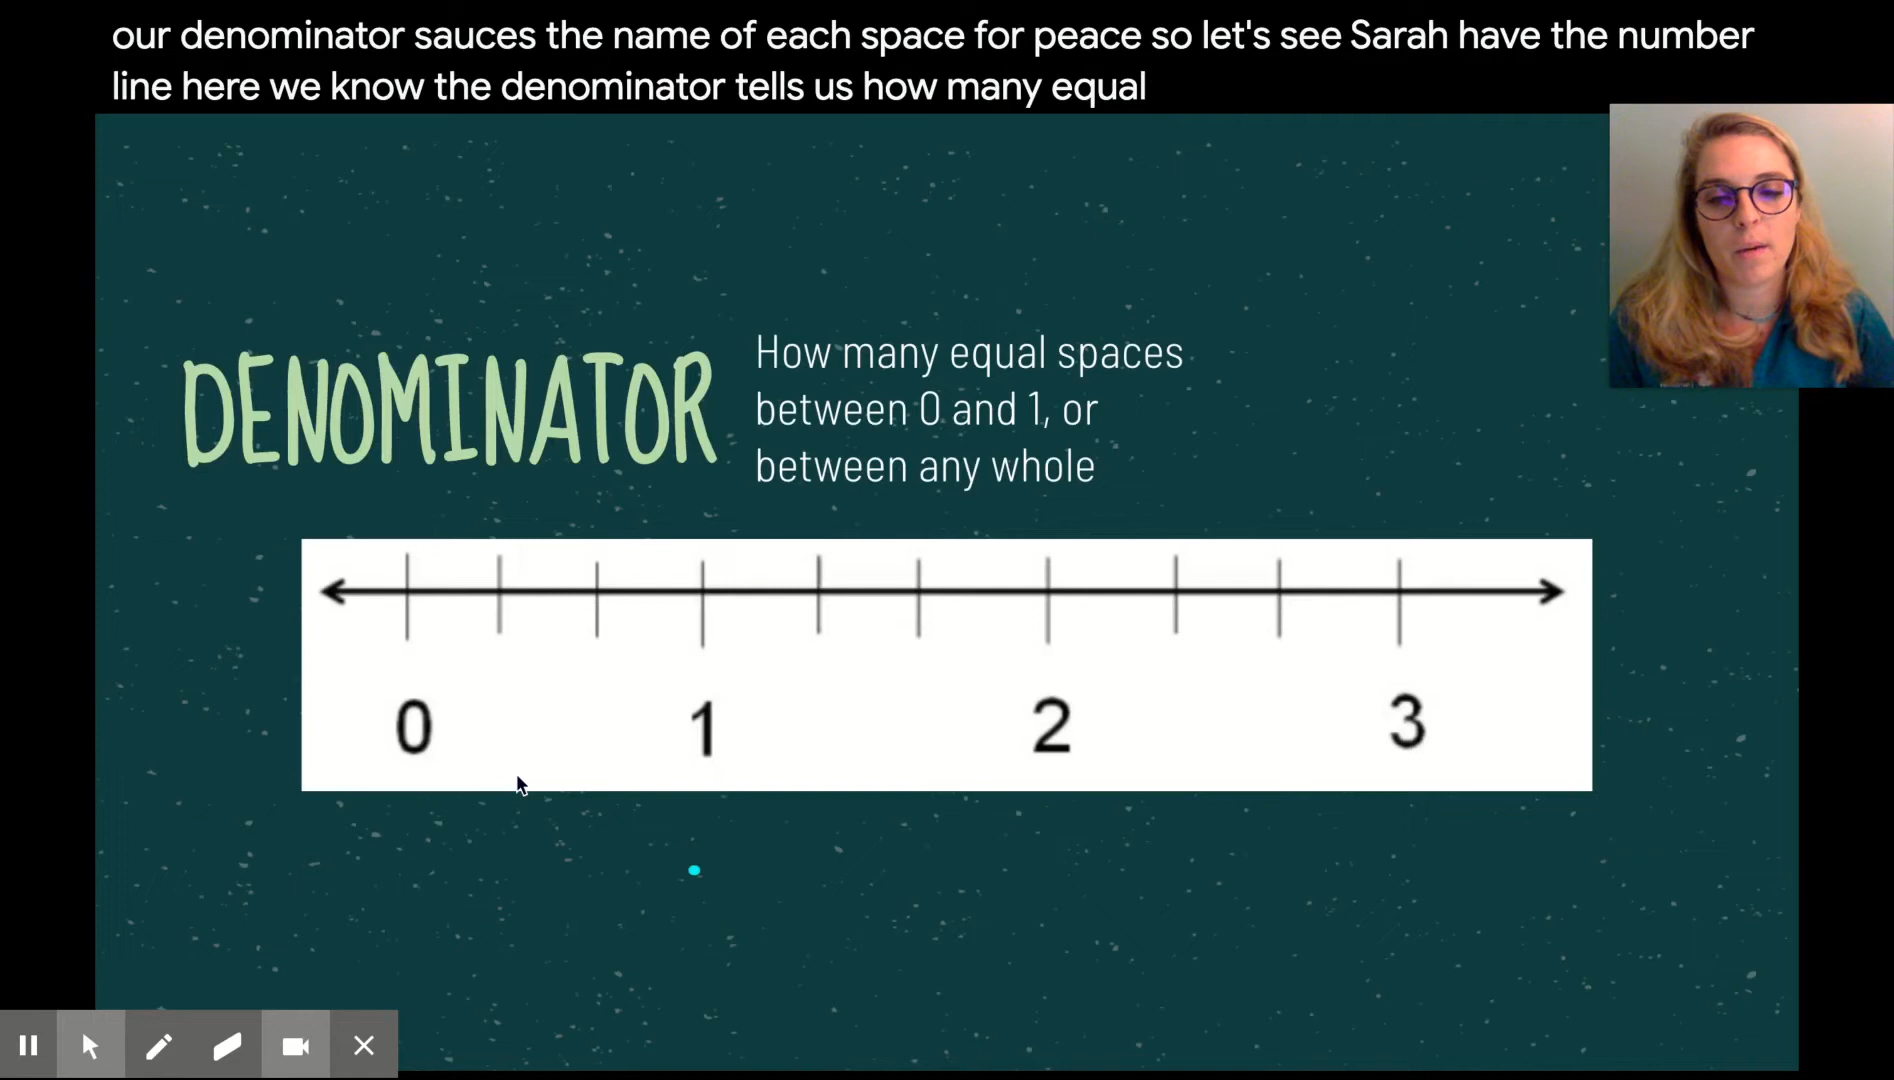 our denominator sauces the name of each space for peace so let's see Sarah have the number
line here we know the denominator tells us how many equal
DENOMINATOR
How many equal spaces
between 0 and 1, or
between any whole
0 1 2 3